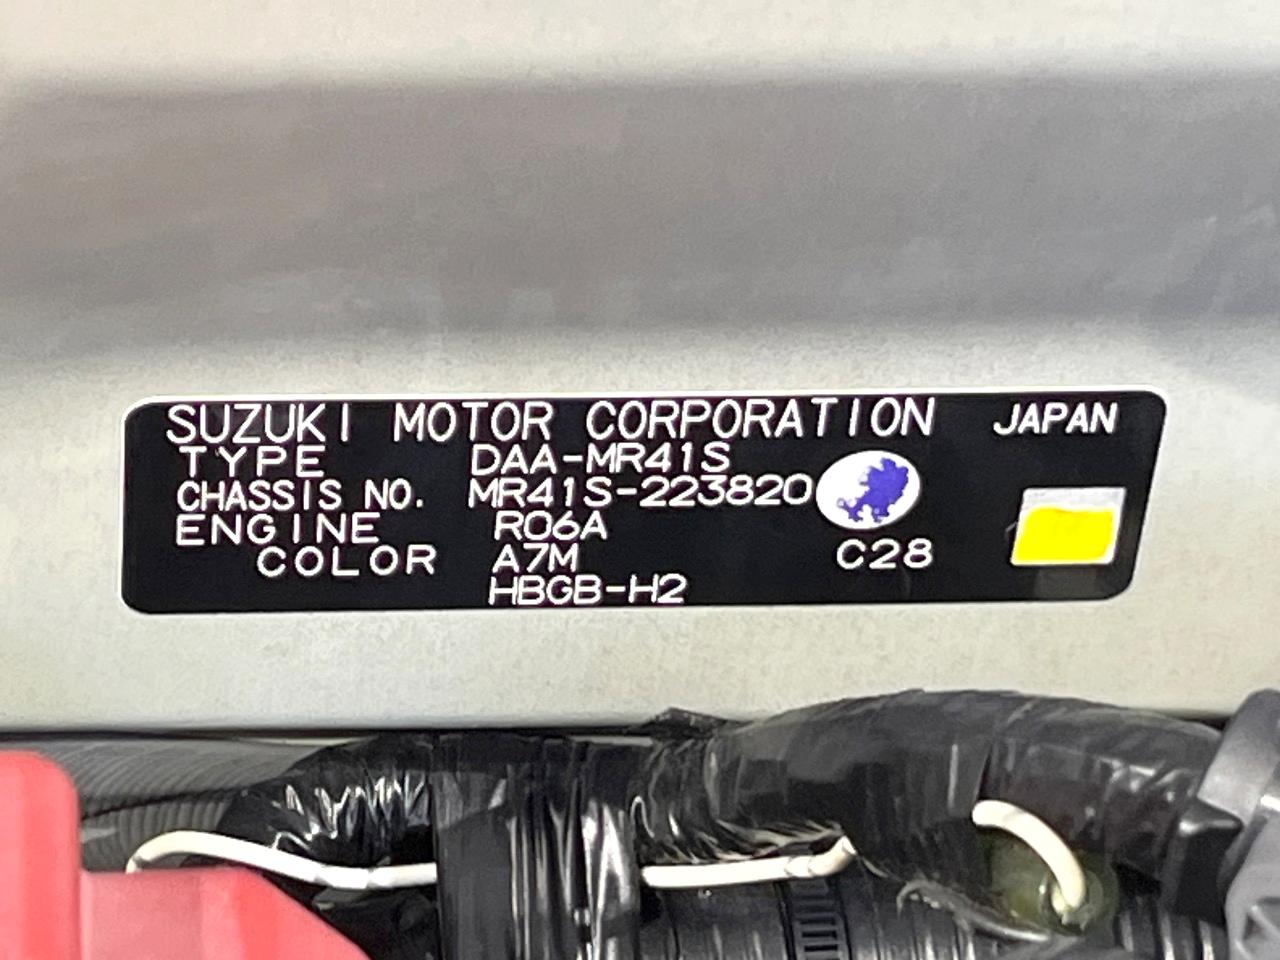 SUZUKI MOTOR CORPORATION JAPAN
TYPE DAA-MR41S
CHASSIS NO. MR41S-223820
ENGINE R06A
COLOR A7M C28
HBGB-H2